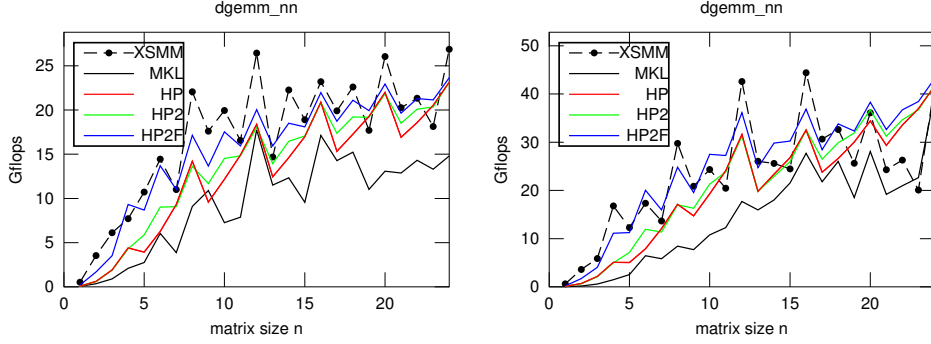 dgemm_nn
Gflops
25
20
15
10
5
0
XSMM
MKL
HP
HP2
HP2F
0 5 10 15 20
matrix size n
dgemm_nn
Gflops
50
40
30
20
10
0
XSMM
MKL
HP
HP2
HP2F
0 5 10 15 20
matrix size n